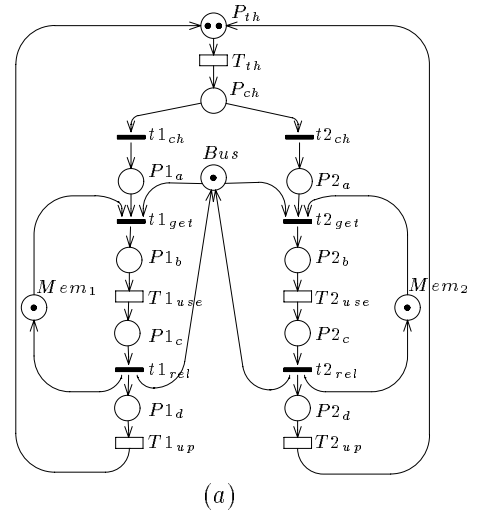 P_th
T_th
P_ch
t1_ch t2_ch
Bus
P1_a P2_a
t1_get t2_get
P1_b P2_b
Mem_1 Mem_2
T1_use T2_use
P1_c P2_c
t1_rel t2_rel
P1_d P2_d
T1_up T2_up
(a)